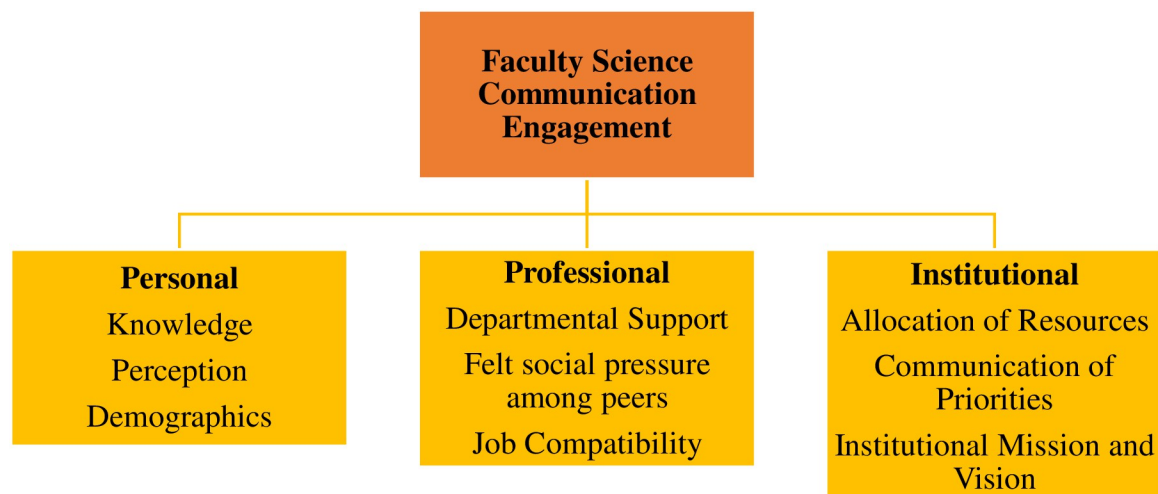 Faculty Science
Communication
Engagement
Personal
Knowledge
Perception
Demographics
Professional
Departmental Support
Felt social pressure
among peers
Job Compatibility
Institutional
Allocation of Resources
Communication of
Priorities
Institutional Mission and
Vision